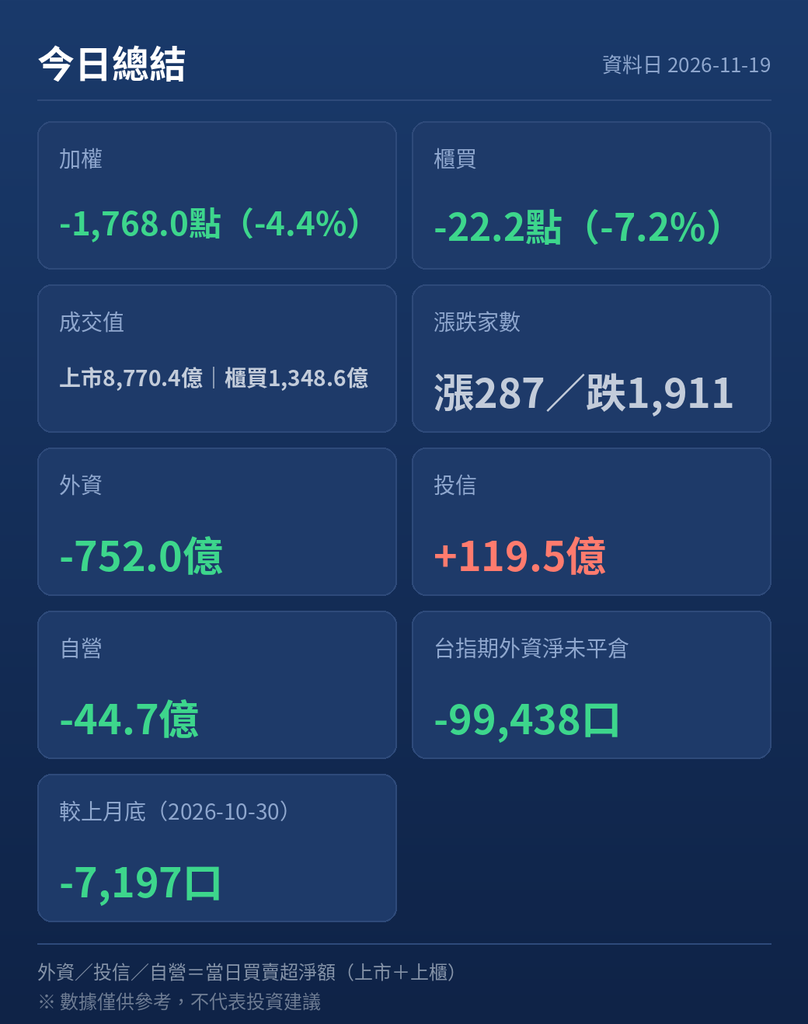 今日總結
資料日 2026-11-19
加權
-1,768.0點（-4.4%）
櫃買
-22.2點（-7.2%）
成交值
上市8,770.4億｜櫃買1,348.6億
漲跌家數
漲287／跌1,911
外資
-752.0億
投信
+119.5億
自營
-44.7億
台指期外資淨未平倉
-99,438口
較上月底（2026-10-30）
-7,197口
外資／投信／自營＝當日買賣超淨額（上市＋上櫃）
※ 數據僅供參考，不代表投資建議